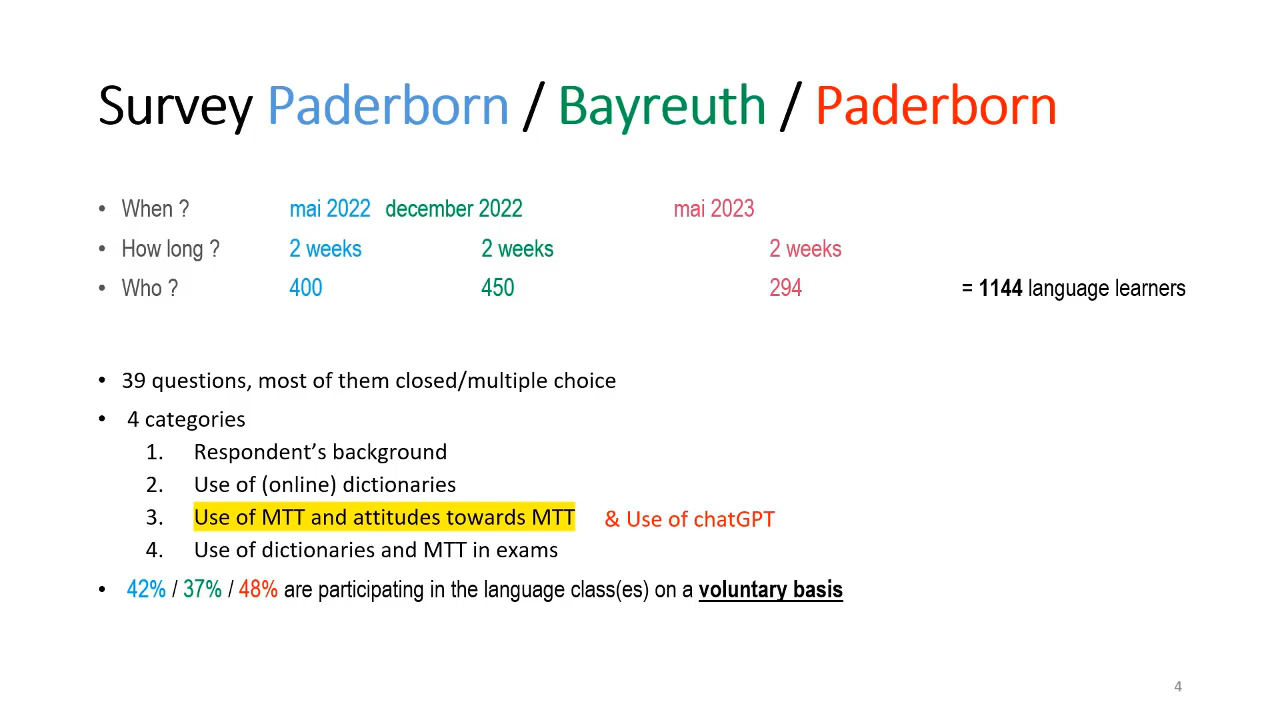 Survey Paderborn / Bayreuth / Paderborn
• When ? mai 2022 december 2022 mai 2023
• How long ? 2 weeks 2 weeks 2 weeks
• Who ? 400 450 294 = 1144 language learners
• 39 questions, most of them closed/multiple choice
• 4 categories
1. Respondent’s background
2. Use of (online) dictionaries
3. Use of MTT and attitudes towards MTT & Use of chatGPT
4. Use of dictionaries and MTT in exams
• 42% / 37% / 48% are participating in the language class(es) on a voluntary basis
4